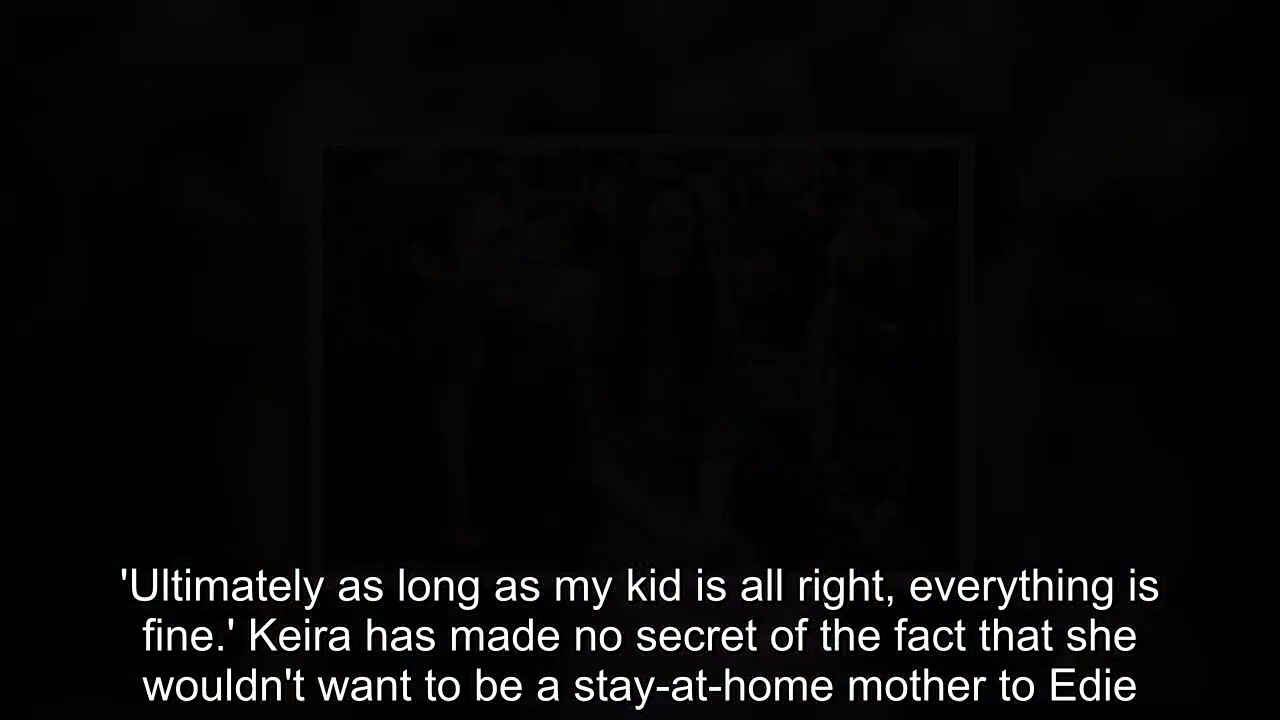 'Ultimately as long as my kid is all right, everything is
fine.' Keira has made no secret of the fact that she
wouldn't want to be a stay-at-home mother to Edie